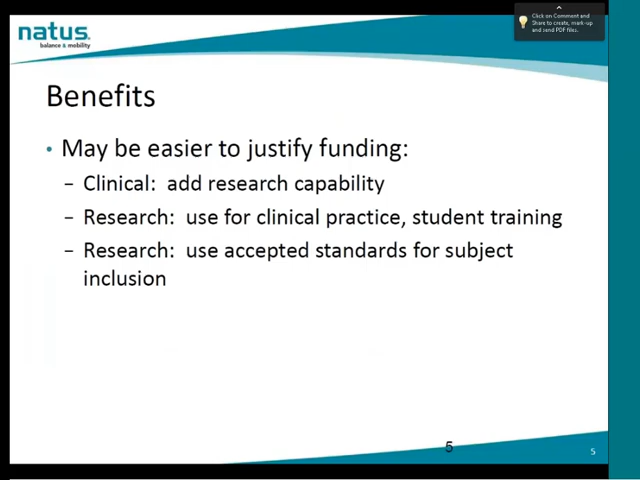 natus.
balance & mobility
Click on Comment and
Share to create, mark-up
and send PDF files.
Benefits
• May be easier to justify funding:
– Clinical: add research capability
– Research: use for clinical practice, student training
– Research: use accepted standards for subject
inclusion
5
5